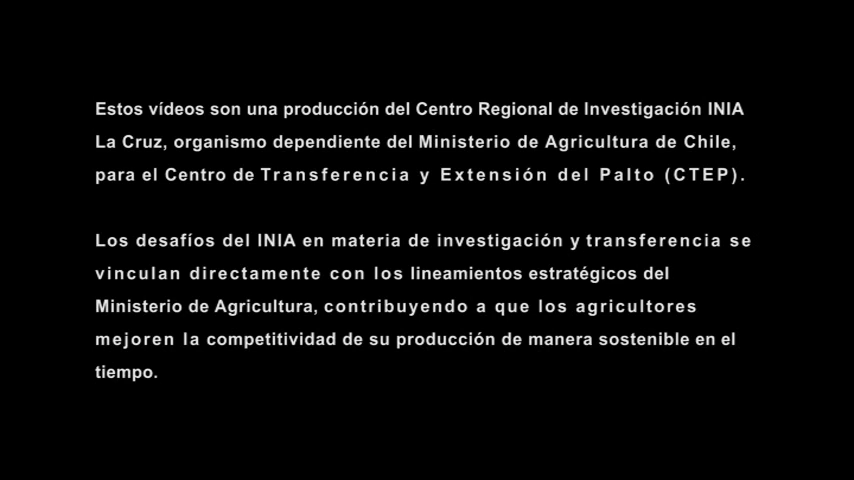 Estos vídeos son una producción del Centro Regional de Investigación INIA
La Cruz, organismo dependiente del Ministerio de Agricultura de Chile,
para el Centro de Transferencia y Extensión del Palto (CTEP).
Los desafíos del INIA en materia de investigación y transferencia se
vinculan directamente con los lineamientos estratégicos del
Ministerio de Agricultura, contribuyendo a que los agricultores
mejoren la competitividad de su producción de manera sostenible en el
tiempo.